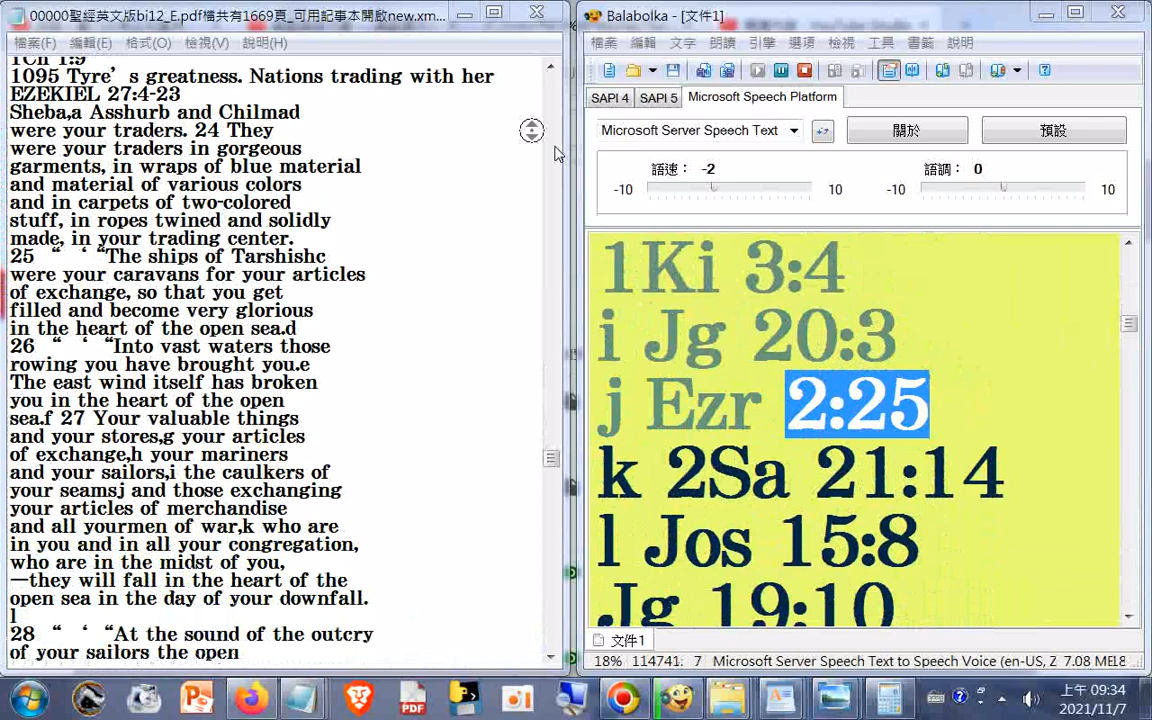 00000聖經英文版bi12_E.pdf檔共有1669頁_可用記事本開啟new.xm...
檔案(F) 編輯(E) 格式(O) 檢視(V) 說明(H)
1Ch 1:9
1095 Tyre’s greatness. Nations trading with her
EZEKIEL 27:4-23
Sheba,a Asshurb and Chilmad
were your traders. 24 They
were your traders in gorgeous
garments, in wraps of blue material
and material of various colors
and in carpets of two-colored
stuff, in ropes twined and solidly
made, in your trading center.
25 “ ‘ “The ships of Tarshishc
were your caravans for your articles
of exchange, so that you get
filled and become very glorious
in the heart of the open sea.d
26 “ ‘ “Into vast waters those
rowing you have brought you.e
The east wind itself has broken
you in the heart of the open
sea.f 27 Your valuable things
and your stores,g your articles
of exchange,h your mariners
and your sailors,i the caulkers of
your seamsj and those exchanging
your articles of merchandise
and all yourmen of war,k who are
in you and in all your congregation,
who are in the midst of you,
—they will fall in the heart of the
open sea in the day of your downfall.
l
28 “ ‘ “At the sound of the outcry
of your sailors the open
Balabolka - [文件1]
檔案 編輯 文字 朗讀 引擎 選項 檢視 工具 書籤 說明
SAPI 4 SAPI 5 Microsoft Speech Platform
Microsoft Server Speech Text 關於 預設
語速： -2 語調： 0
-10 10 -10 10
1Ki 3:4
i Jg 20:3
j Ezr 2:25
k 2Sa 21:14
l Jos 15:8
Jg 19:10
文件1
18% 114741: 7 Microsoft Server Speech Text to Speech Voice (en-US, Z 7.08 МЕ18
上午 09:34
2021/11/7